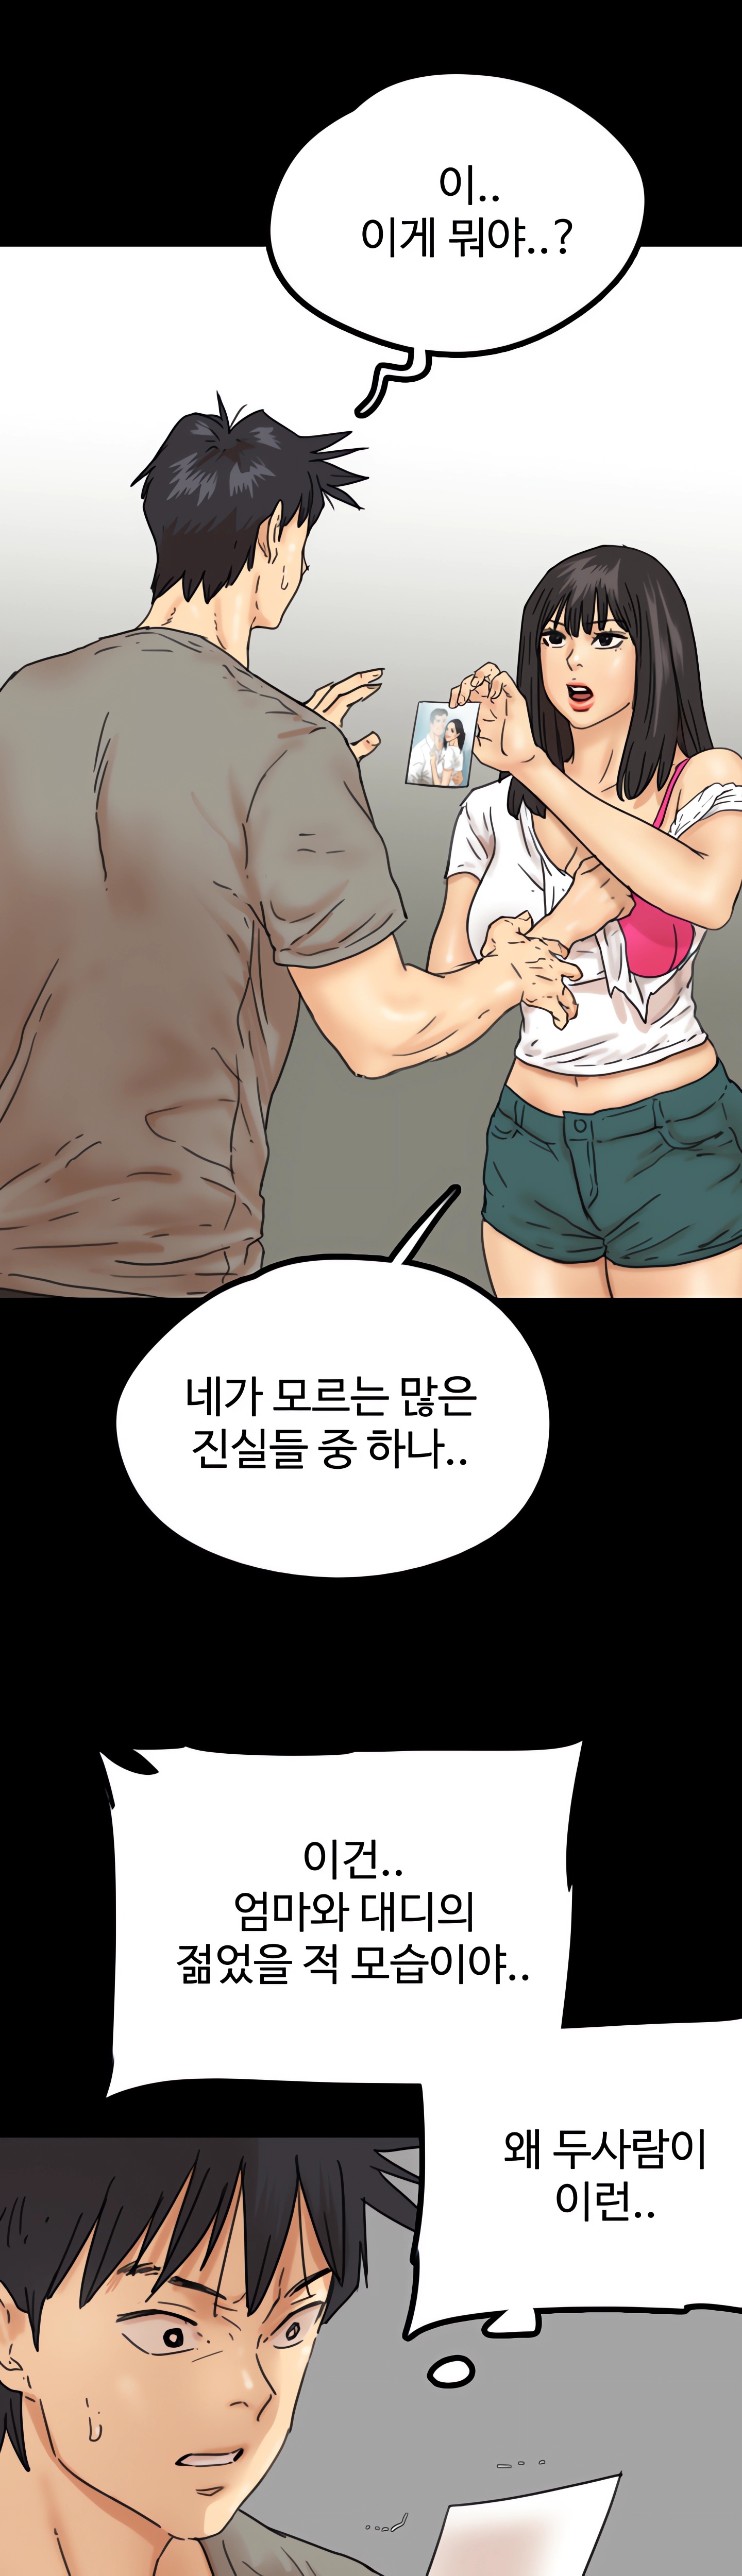 이..
이게 뭐야..?
네가 모르는 많은
진실들 중 하나..
이건..
엄마와 대디의
젊었을 적 모습이야..
왜 두사람이
이런..